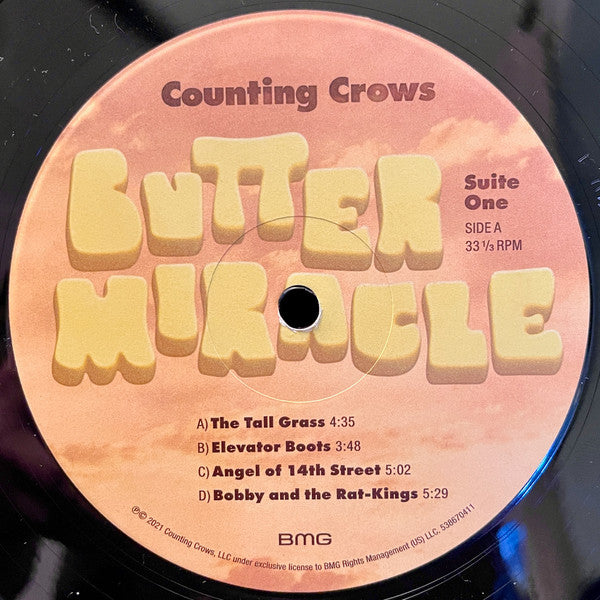 Counting Crows
BUTTER
MIRACLE
Suite
One
SIDE A
33 ⅓ RPM
A) The Tall Grass 4:35
B) Elevator Boots 3:48
C) Angel of 14th Street 5:02
D) Bobby and the Rat-Kings 5:29
℗© 2021 Counting Crows, LLC under exclusive license to BMG Rights Management (US) LLC. 538670411
BMG